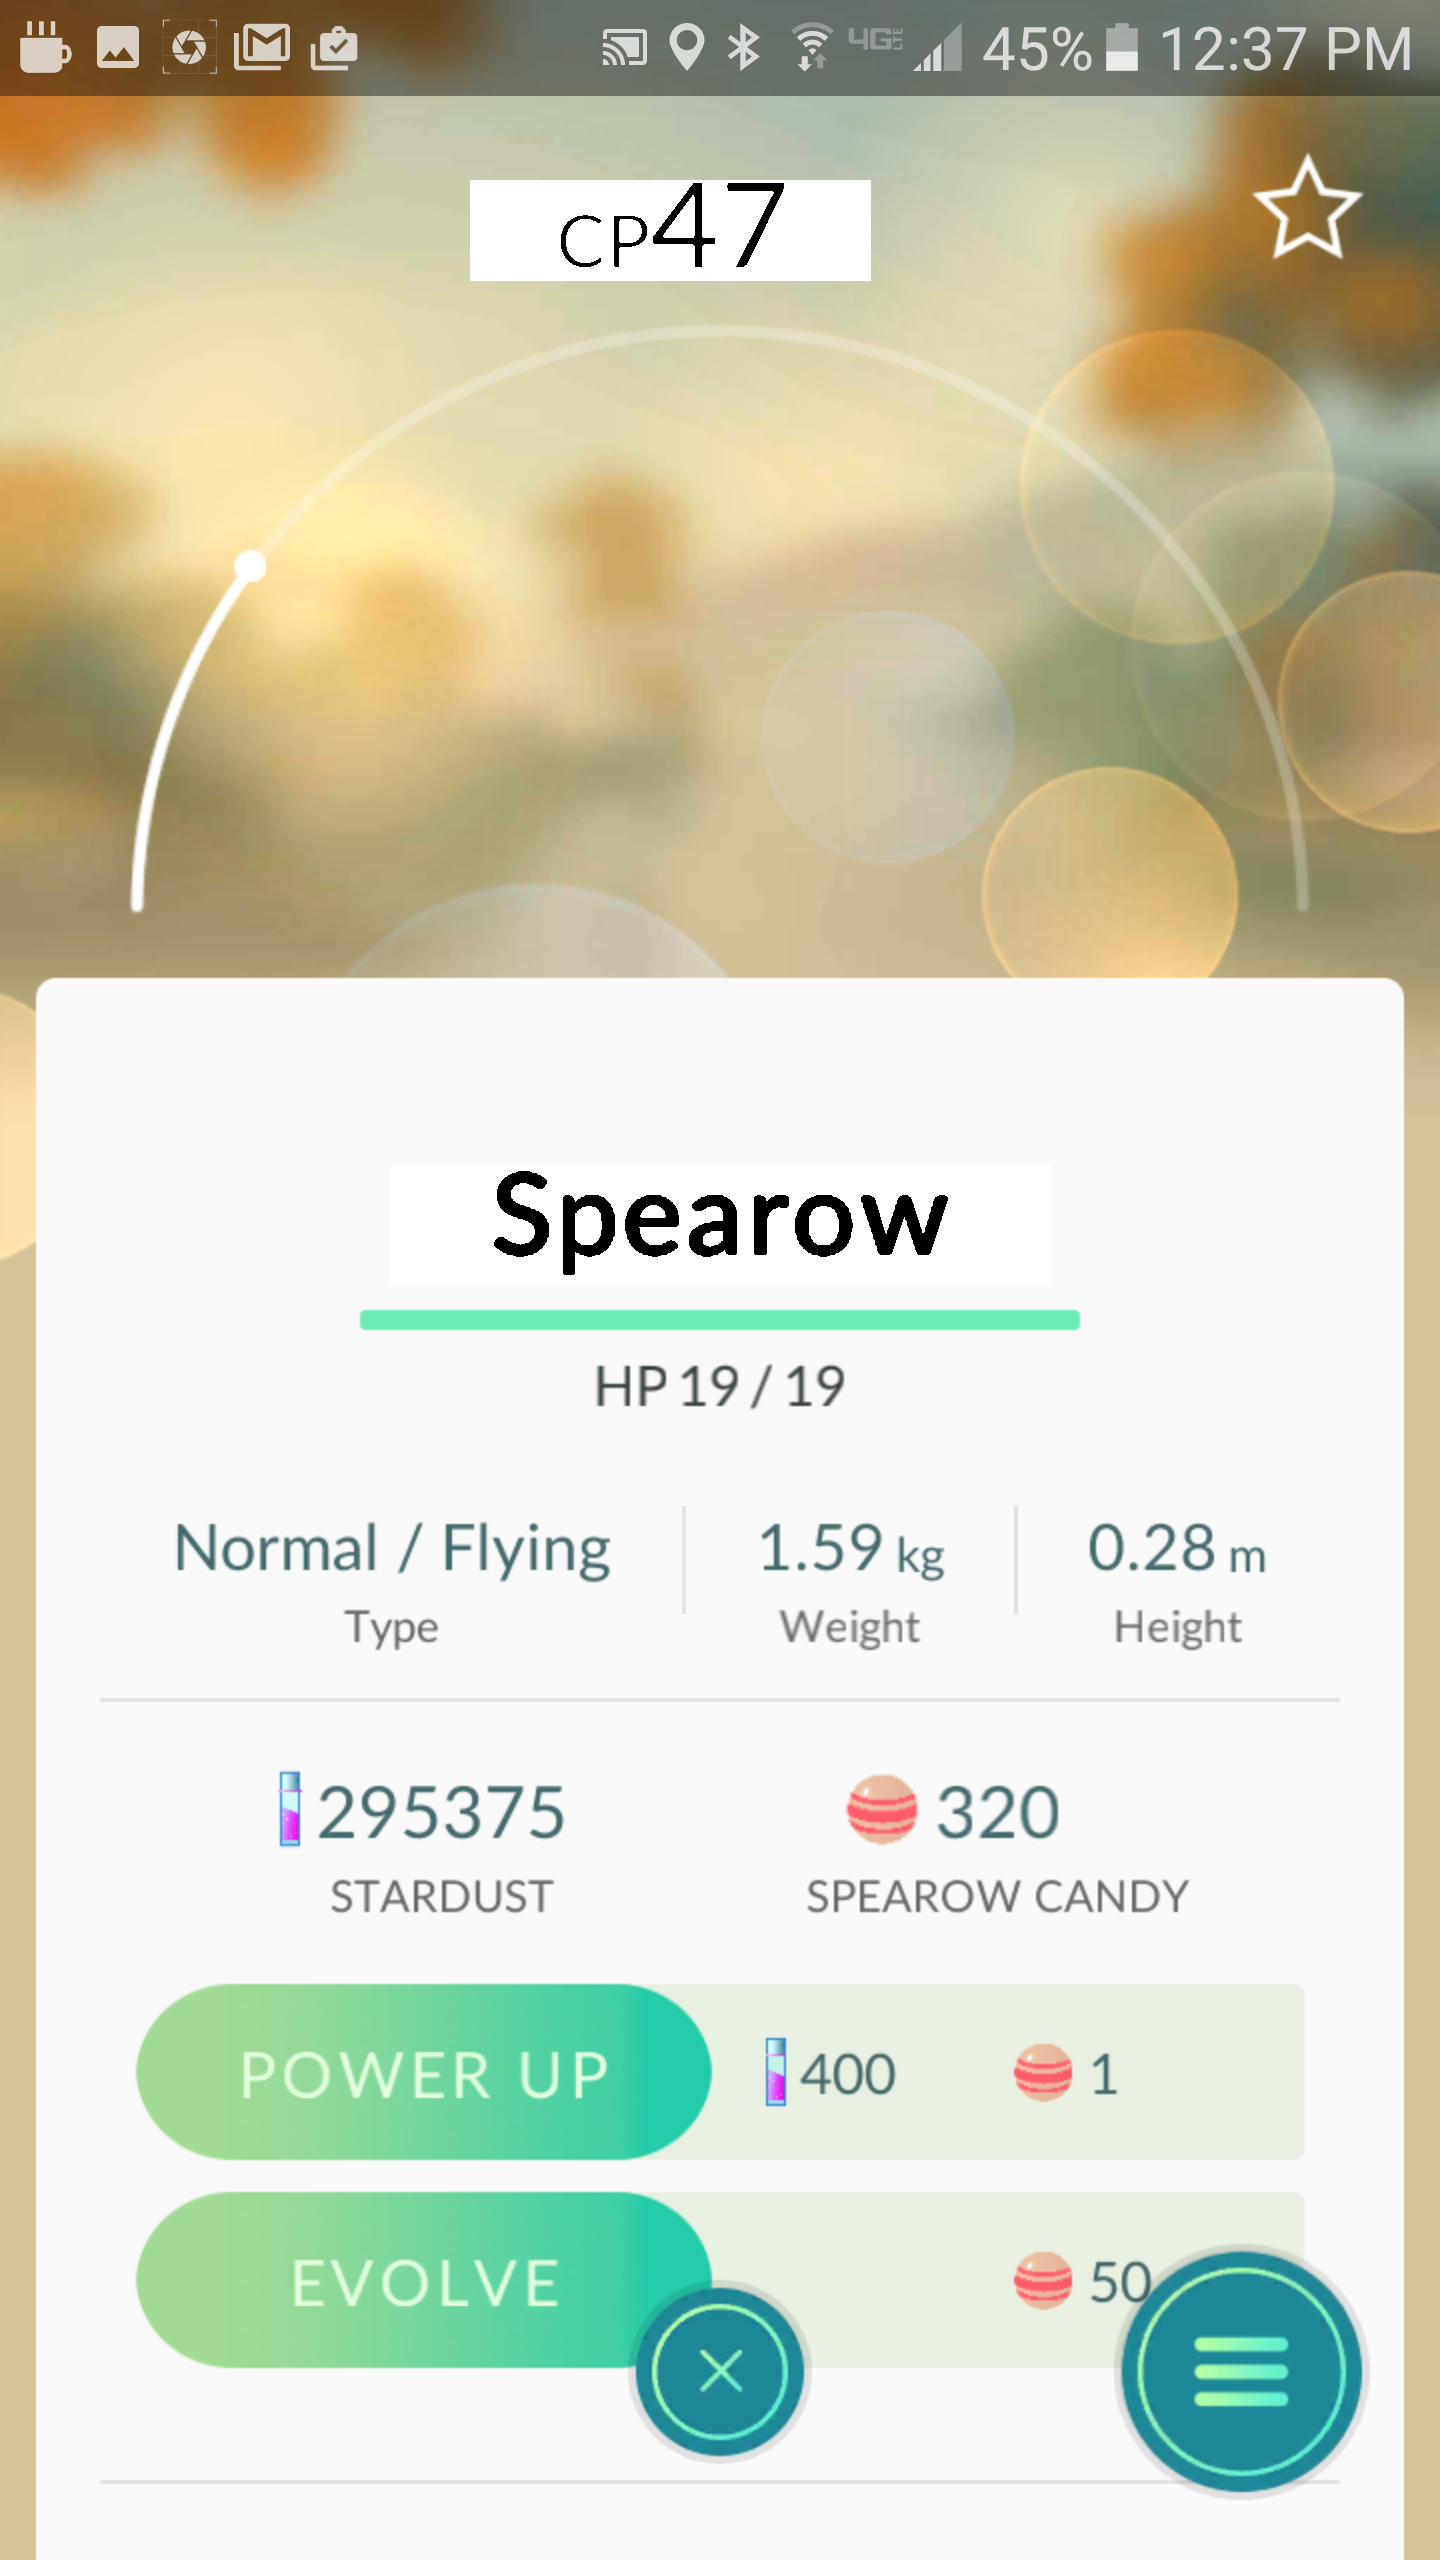 4G LTE 45% 12:37 PM
CP47
Spearow
HP 19 / 19
Normal / Flying 1.59 kg 0.28 m
Type Weight Height
295375 320
STARDUST SPEAROW CANDY
POWER UP 400 1
EVOLVE 50